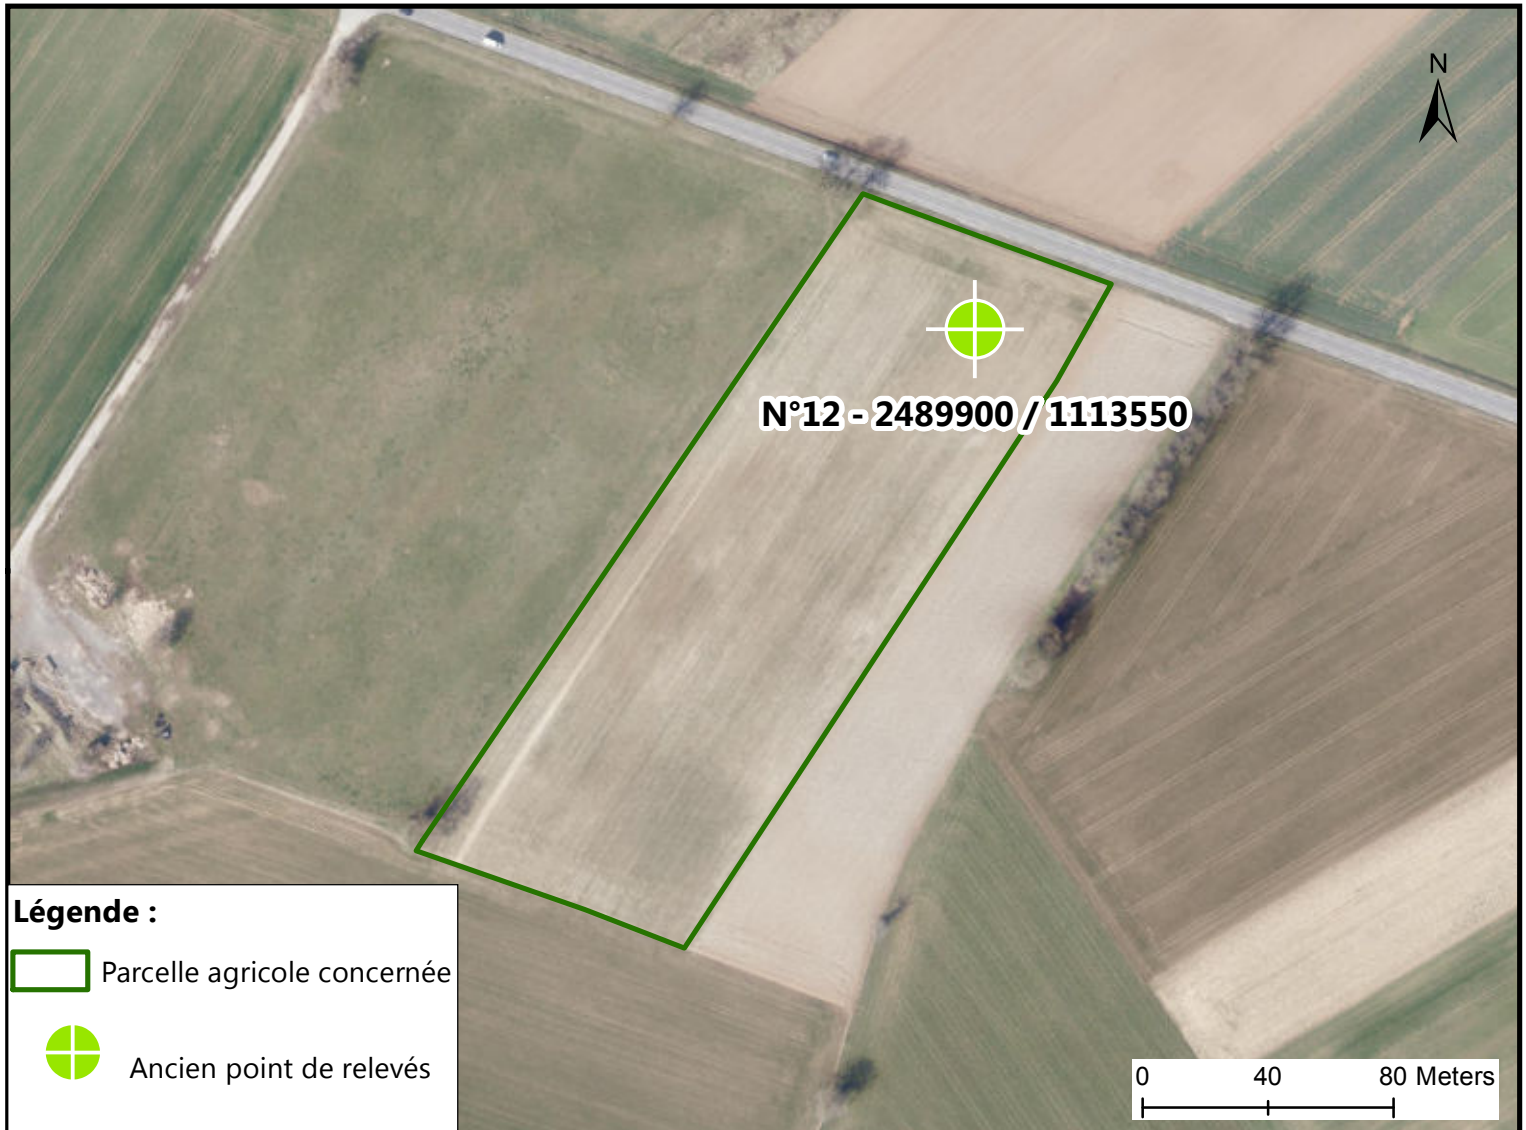 N
N°12 - 2489900 / 1113550
Légende :
Parcelle agricole concernée
Ancien point de relevés
0 40 80 Meters